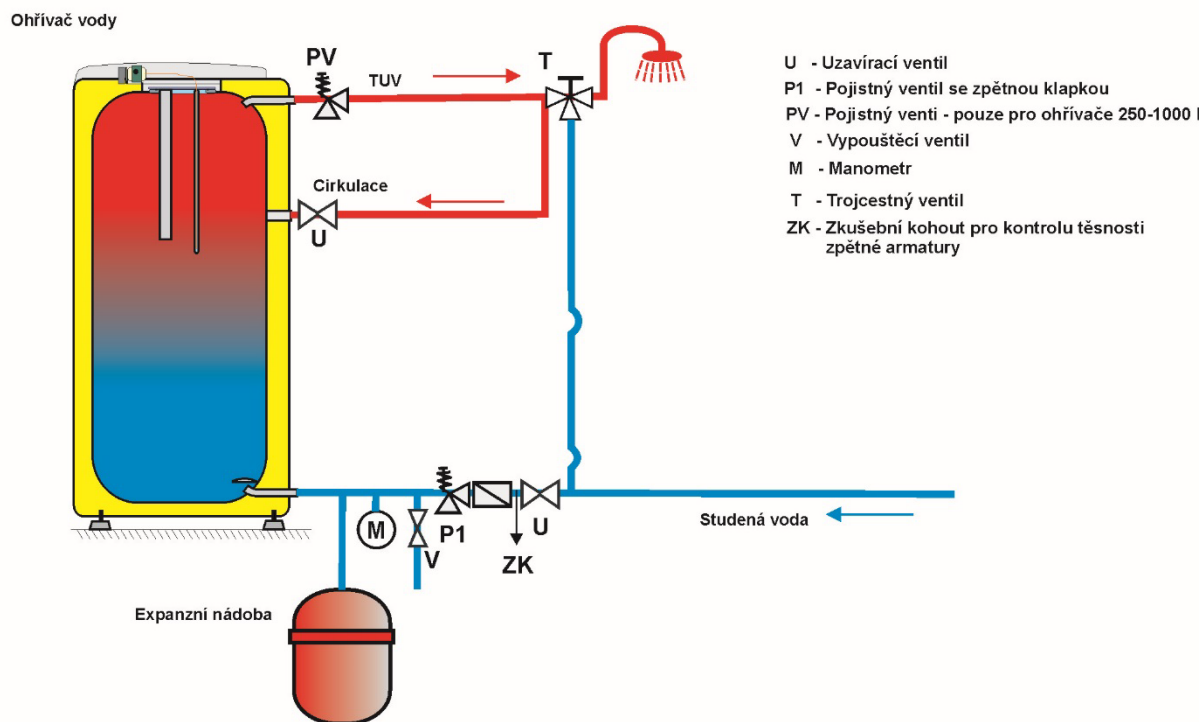 Ohřívač vody
PV
TUV
T
Cirkulace
U
U - Uzavírací ventil
P1 - Pojistný ventil se zpětnou klapkou
PV - Pojistný venti - pouze pro ohřívače 250-1000 l
V - Vypouštěcí ventil
M - Manometr
T - Trojcestný ventil
ZK - Zkušební kohout pro kontrolu těsnosti
zpětné armatury
M
V
P1
U
ZK
Studená voda
Expanzní nádoba